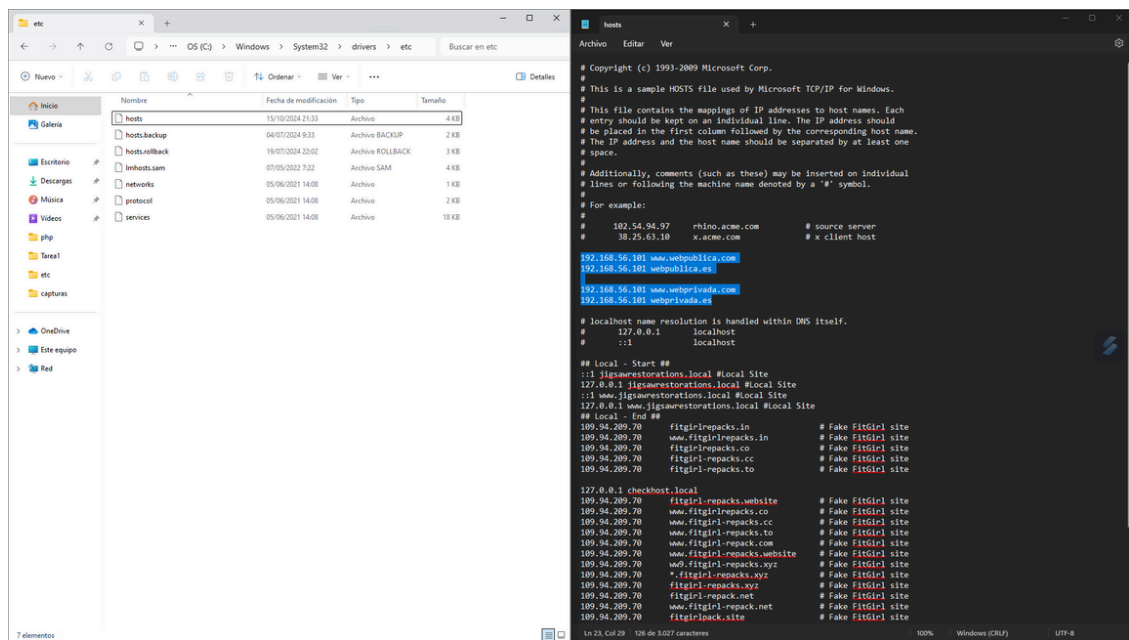 etc
OS (C:) > Windows > System32 > drivers > etc
Buscar en etc
Nuevo
Ordenar
Ver
Detalles
Inicio
Galería
Escritorio
Descargas
Música
Vídeos
php
Tarea1
etc
capturas
OneDrive
Este equipo
Red
Nombre Fecha de modificación Tipo Tamaño
hosts 15/10/2024 21:33 Archivo 4 KB
hosts.backup 04/07/2024 9:33 Archivo BACKUP 2 KB
hosts.rollback 19/07/2024 22:02 Archivo ROLLBACK 3 KB
lmhosts.sam 07/05/2022 7:22 Archivo SAM 4 KB
networks 05/06/2021 14:08 Archivo 1 KB
protocol 05/06/2021 14:08 Archivo 2 KB
services 05/06/2021 14:08 Archivo 18 KB
7 elementos
hosts
Archivo Editar Ver
# Copyright (c) 1993-2009 Microsoft Corp.
#
# This is a sample HOSTS file used by Microsoft TCP/IP for Windows.
#
# This file contains the mappings of IP addresses to host names. Each
# entry should be kept on an individual line. The IP address should
# be placed in the first column followed by the corresponding host name.
# The IP address and the host name should be separated by at least one
# space.
#
# Additionally, comments (such as these) may be inserted on individual
# lines or following the machine name denoted by a '#' symbol.
#
# For example:
#
# 102.54.94.97 rhino.acme.com # source server
# 38.25.63.10 x.acme.com # x client host
192.168.56.101 www.webpublica.com
192.168.56.101 webpublica.es
192.168.56.101 www.webprivada.com
192.168.56.101 webprivada.es
# localhost name resolution is handled within DNS itself.
# 127.0.0.1 localhost
# ::1 localhost
## Local - Start ##
::1 jigsawrestorations.local #Local Site
127.0.0.1 jigsawrestorations.local #Local Site
::1 www.jigsawrestorations.local #Local Site
127.0.0.1 www.jigsawrestorations.local #Local Site
## Local - End ##
109.94.209.70 fitgirlrepacks.in # Fake FitGirl site
109.94.209.70 www.fitgirlrepacks.in # Fake FitGirl site
109.94.209.70 fitgirlrepacks.co # Fake FitGirl site
109.94.209.70 fitgirl-repacks.cc # Fake FitGirl site
109.94.209.70 fitgirl-repacks.to # Fake FitGirl site
127.0.0.1 checkhost.local
109.94.209.70 fitgirl-repacks.website # Fake FitGirl site
109.94.209.70 www.fitgirlrepacks.co # Fake FitGirl site
109.94.209.70 www.fitgirl-repacks.cc # Fake FitGirl site
109.94.209.70 www.fitgirl-repacks.to # Fake FitGirl site
109.94.209.70 www.fitgirl-repack.com # Fake FitGirl site
109.94.209.70 www.fitgirl-repacks.website # Fake FitGirl site
109.94.209.70 ww9.fitgirl-repacks.xyz # Fake FitGirl site
109.94.209.70 *.fitgirl-repacks.xyz # Fake FitGirl site
109.94.209.70 fitgirl-repacks.xyz # Fake FitGirl site
109.94.209.70 fitgirl-repack.net # Fake FitGirl site
109.94.209.70 www.fitgirl-repack.net # Fake FitGirl site
109.94.209.70 fitgirlpack.site # Fake FitGirl site
Ln 23, Col 29 126 de 3.027 caracteres 100% Windows (CRLF) UTF-8